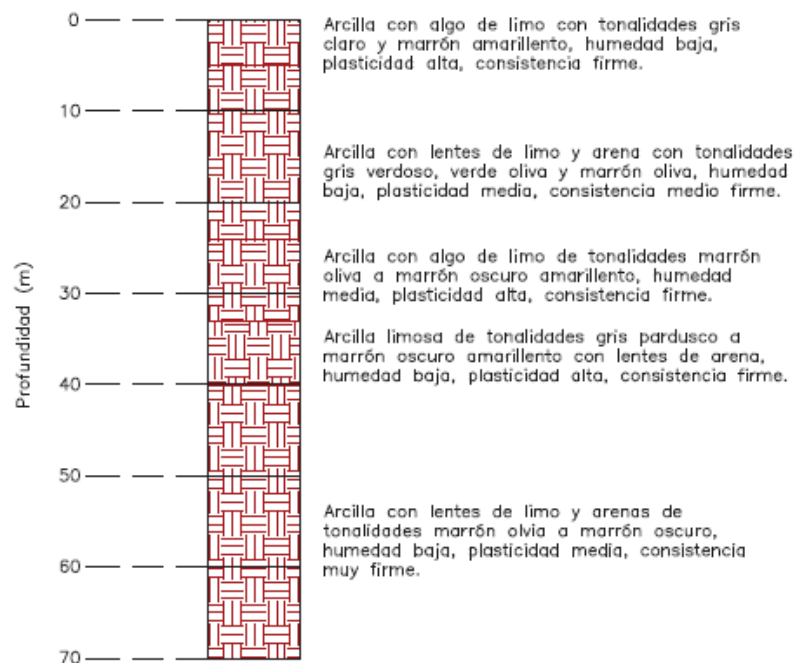 0
Arcilla con algo de limo con tonalidades gris
claro y marrón amarillento, humedad baja,
plasticidad alta, consistencia firme.
10
Arcilla con lentes de limo y arena con tonalidades
gris verdoso, verde oliva y marrón oliva, humedad
baja, plasticidad media, consistencia medio firme.
20
Arcilla con algo de limo de tonalidades marrón
oliva a marrón oscuro amarillento, humedad
media, plasticidad alta, consistencia firme.
30
Arcilla limosa de tonalidades gris pardusco a
marrón oscuro amarillento con lentes de arena,
humedad baja, plasticidad alta, consistencia firme.
Profundidad (m)
40
50
Arcilla con lentes de limo y arenas de
tonalidades marrón olvia a marrón oscuro,
humedad baja, plasticidad media, consistencia
muy firme.
60
70